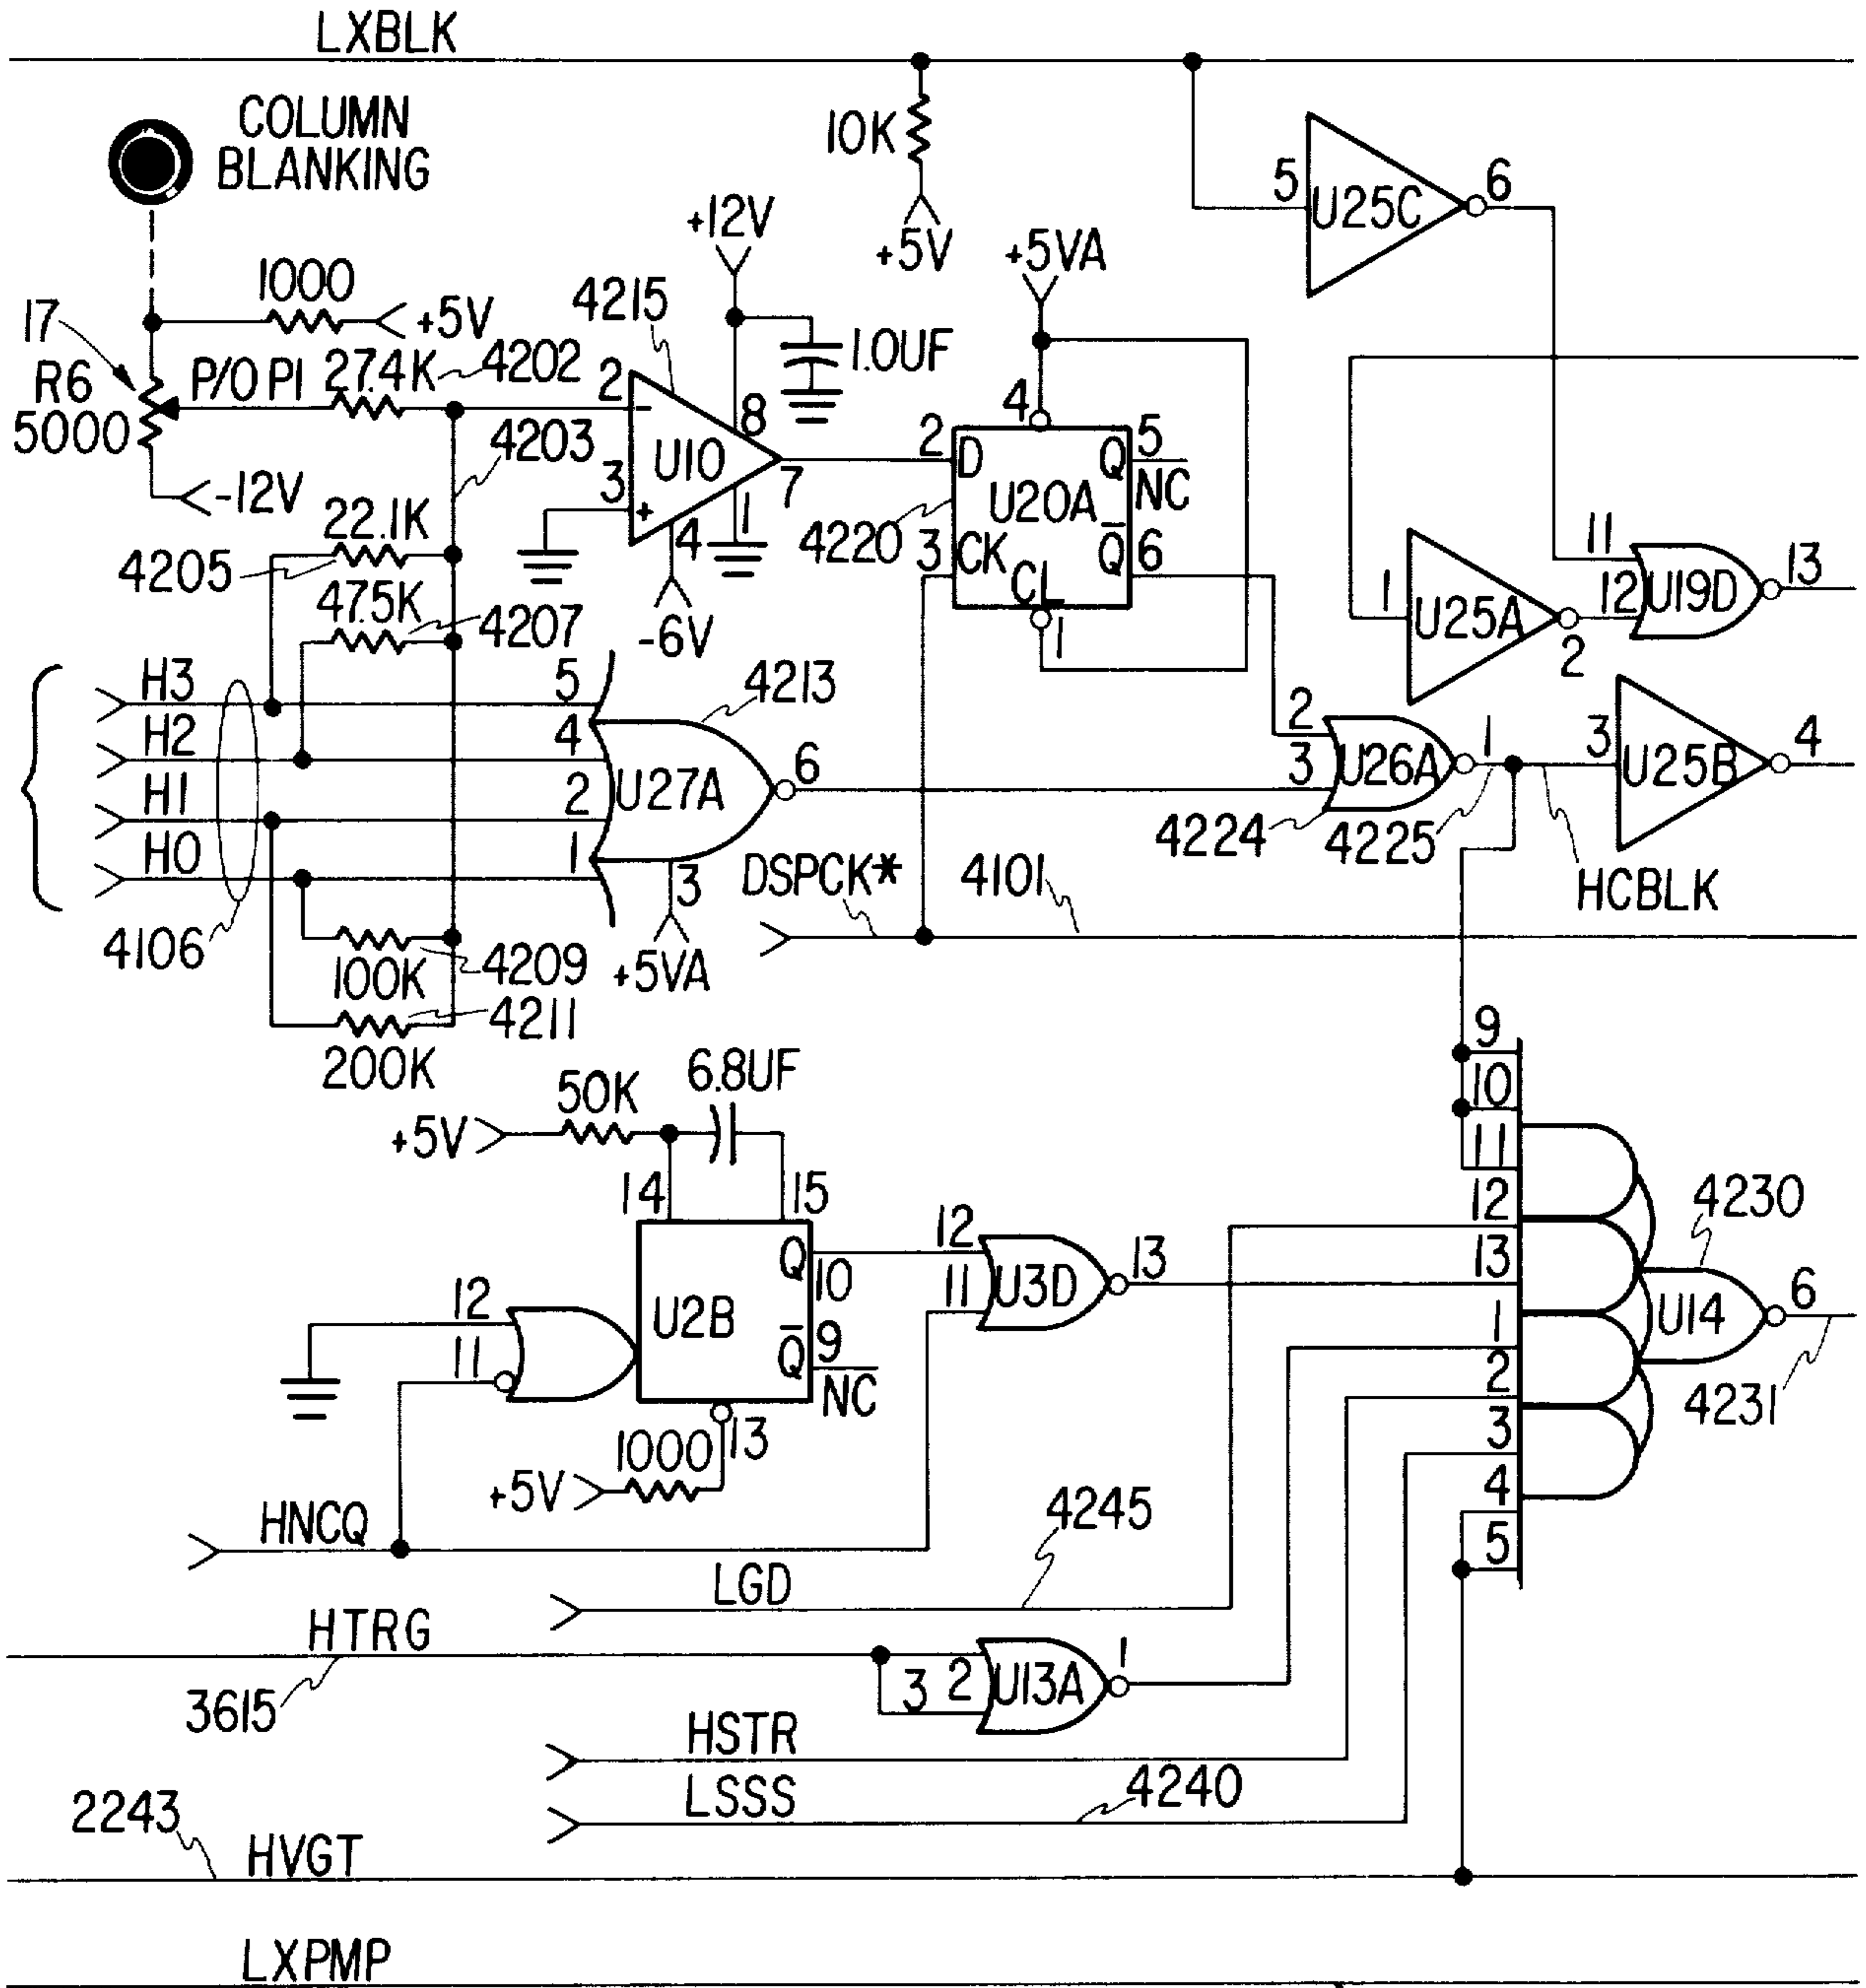 LXBLK
COLUMN
BLANKING
10K
+5V
5
U25C
6
+12V
+5VA
1000
+5V
17
R6
5000
P/O P1
27.4K
4202
4215
1.0UF
2
-
8
U10
7
3
+
4
1
-6V
4203
-12V
22.1K
4205
47.5K
4207
2
D
4
Q
5
NC
U20A
4220
3
CK
CL
Q
6
1
11
12
U19D
13
1
U25A
2
H3
H2
H1
H0
5
4
2
1
U27A
4213
6
3
+5VA
2
3
U26A
1
4224
4225
3
U25B
4
HCBLK
DSPCK*
4101
4106
4209
100K
4211
200K
50K
6.8UF
+5V
14
15
Q
10
U2B
Q
9
NC
12
11
13
1000
+5V
12
11
U3D
13
9
10
11
12
13
1
2
3
4
5
4230
U14
6
4231
HNCQ
LGD
4245
HTRG
3615
3
2
U13A
1
HSTR
LSSS
4240
2243
HVGT
LXPMP